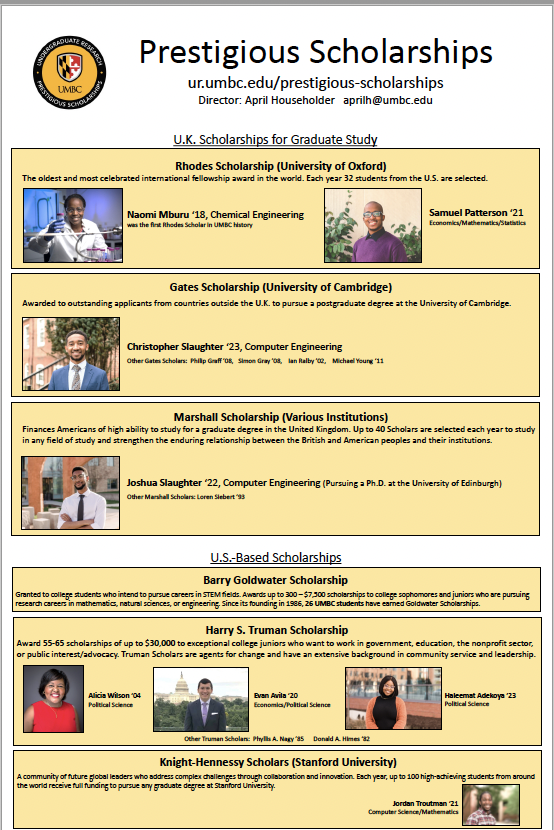 UNDERGRADUATE RESEARCH
UMBC
PRESTIGIOUS SCHOLARSHIPS
Prestigious Scholarships
ur.umbc.edu/prestigious-scholarships
Director: April Householder aprilh@umbc.edu
U.K. Scholarships for Graduate Study
Rhodes Scholarship (University of Oxford)
The oldest and most celebrated international fellowship award in the world. Each year 32 students from the U.S. are selected.
Naomi Mburu ‘18, Chemical Engineering
was the first Rhodes Scholar in UMBC history
Samuel Patterson ‘21
Economics/Mathematics/Statistics
Gates Scholarship (University of Cambridge)
Awarded to outstanding applicants from countries outside the U.K. to pursue a postgraduate degree at the University of Cambridge.
Christopher Slaughter ‘23, Computer Engineering
Other Gates Scholars: Philip Graff ‘08, Simon Gray ‘08, Ian Ralby ‘02, Michael Young ‘11
Marshall Scholarship (Various Institutions)
Finances Americans of high ability to study for a graduate degree in the United Kingdom. Up to 40 Scholars are selected each year to study
in any field of study and strengthen the enduring relationship between the British and American peoples and their institutions.
Joshua Slaughter ‘22, Computer Engineering (Pursuing a Ph.D. at the University of Edinburgh)
Other Marshall Scholars: Loren Siebert ‘93
U.S.-Based Scholarships
Barry Goldwater Scholarship
Granted to college students who intend to pursue careers in STEM fields. Awards up to 300 – $7,500 scholarships to college sophomores and juniors who are pursuing
research careers in mathematics, natural sciences, or engineering. Since its founding in 1986, 26 UMBC students have earned Goldwater Scholarships.
Harry S. Truman Scholarship
Award 55-65 scholarships of up to $30,000 to exceptional college juniors who want to work in government, education, the nonprofit sector,
or public interest/advocacy. Truman Scholars are agents for change and have an extensive background in community service and leadership.
Alicia Wilson ‘04
Political Science
Evan Avila ‘20
Economics/Political Science
Haleemat Adekoya ‘23
Political Science
Other Truman Scholars: Phyllis A. Nagy ‘85 Donald A. Himes ‘82
Knight-Hennessy Scholars (Stanford University)
A community of future global leaders who address complex challenges through collaboration and innovation. Each year, up to 100 high-achieving students from around
the world receive full funding to pursue any graduate degree at Stanford University.
Jordan Troutman ‘21
Computer Science/Mathematics